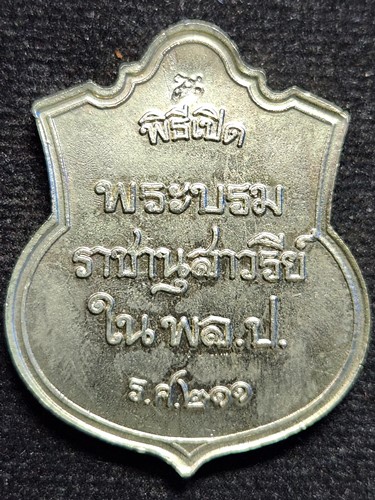 พิธีเปิด
พระบรม
ราชานุสาวรีย์
ใน พล.ป.
ร.ศ.๒๑๑